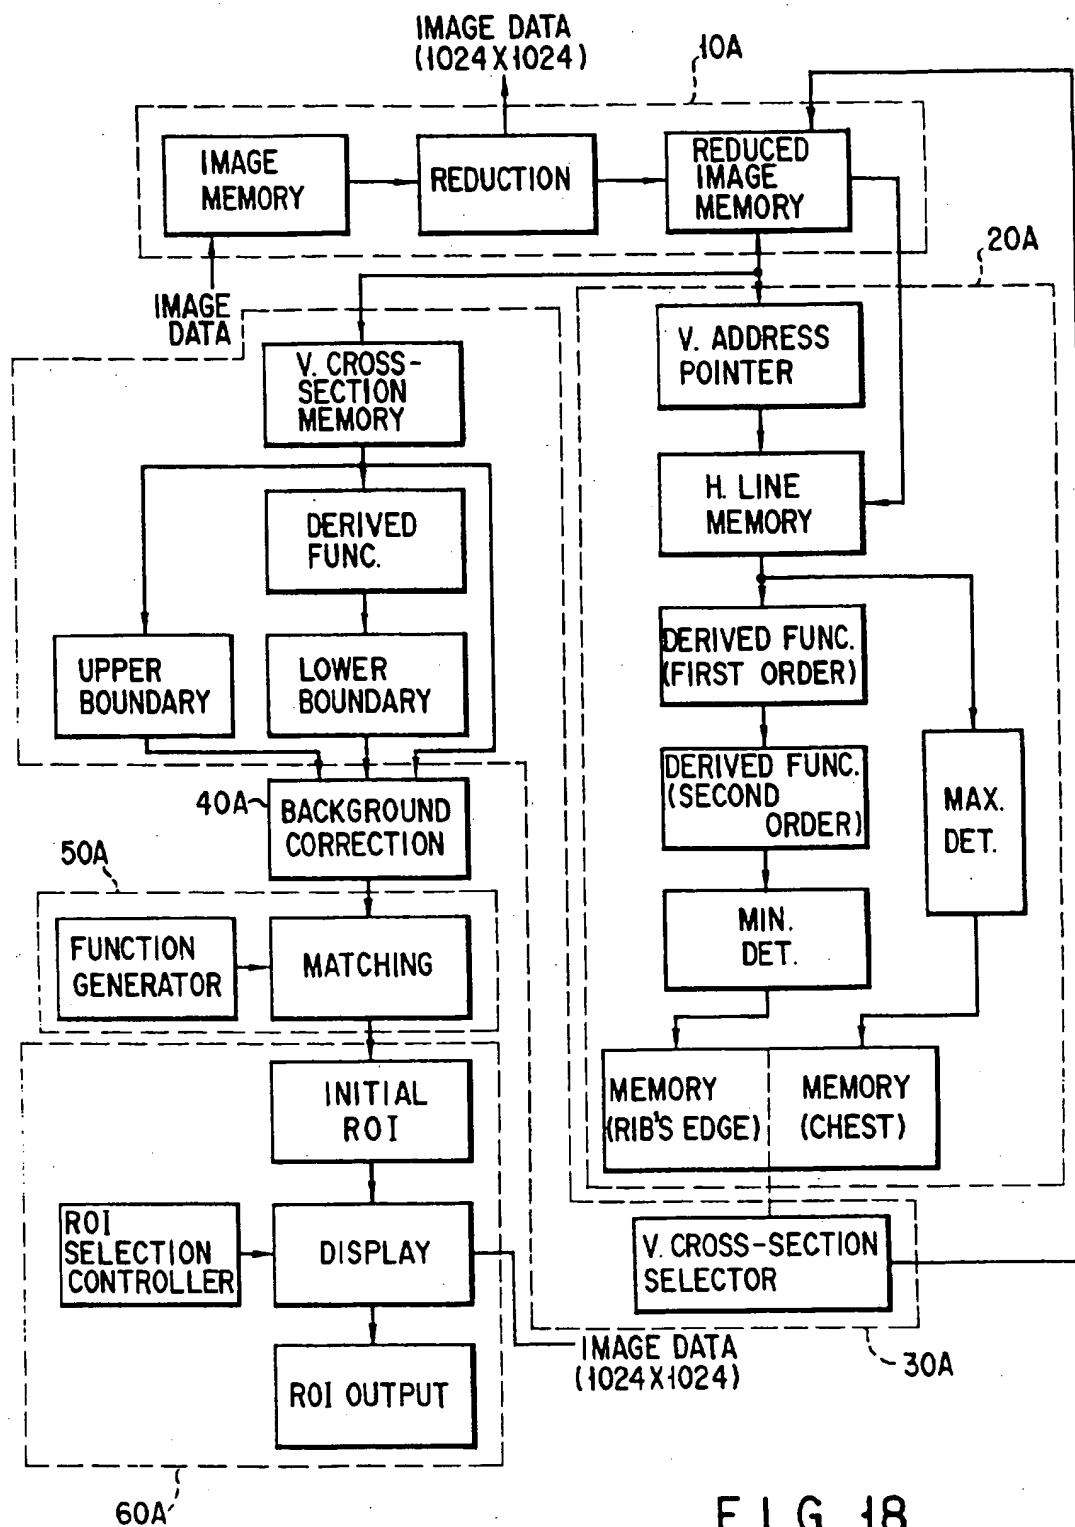 IMAGE DATA
(1024X1024)
10A
IMAGE
MEMORY
REDUCTION
REDUCED
IMAGE
MEMORY
IMAGE
DATA
20A
V. CROSS-
SECTION
MEMORY
V. ADDRESS
POINTER
H. LINE
MEMORY
DERIVED
FUNC.
UPPER
BOUNDARY
LOWER
BOUNDARY
DERIVED FUNC.
(FIRST ORDER)
DERIVED FUNC.
(SECOND
ORDER)
MAX.
DET.
40A
BACKGROUND
CORRECTION
50A
MIN.
DET.
FUNCTION
GENERATOR
MATCHING
INITIAL
ROI
MEMORY
(RIB'S EDGE)
MEMORY
(CHEST)
ROI
SELECTION
CONTROLLER
DISPLAY
V. CROSS-SECTION
SELECTOR
IMAGE DATA
(1024X1024)
30A
ROI OUTPUT
60A
FIG. 18